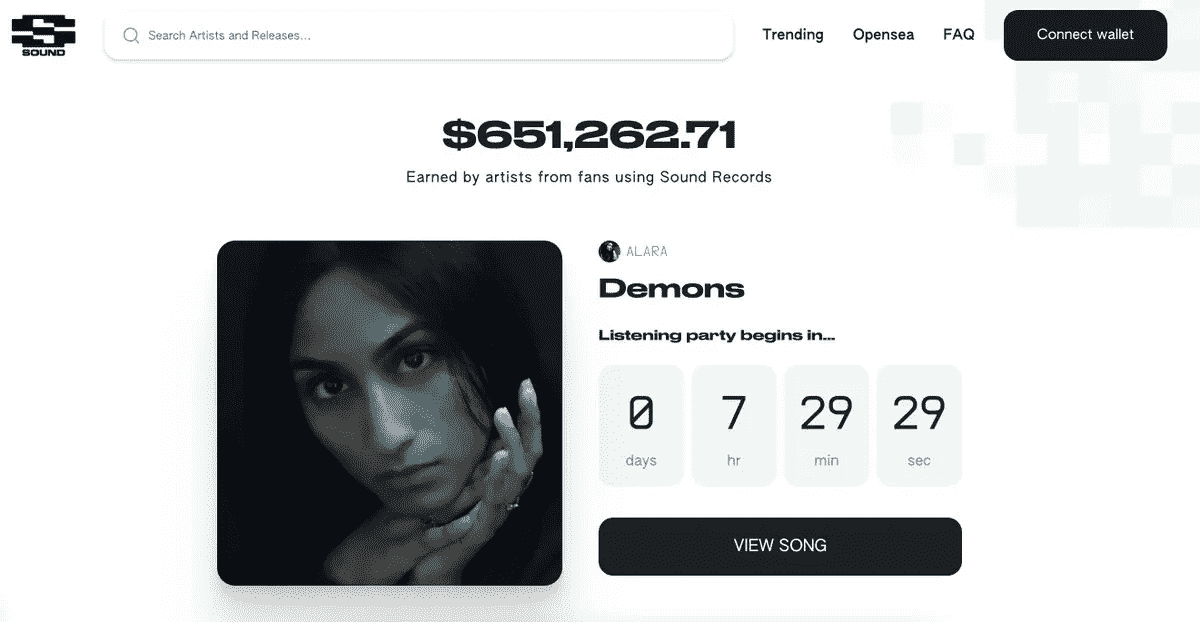 SOUND
Search Artists and Releases...
Trending
Opensea
FAQ
Connect wallet
$651,262.71
Earned by artists from fans using Sound Records
ALARA
Demons
Listening party begins in...
0 7 29 29
days hr min sec
VIEW SONG